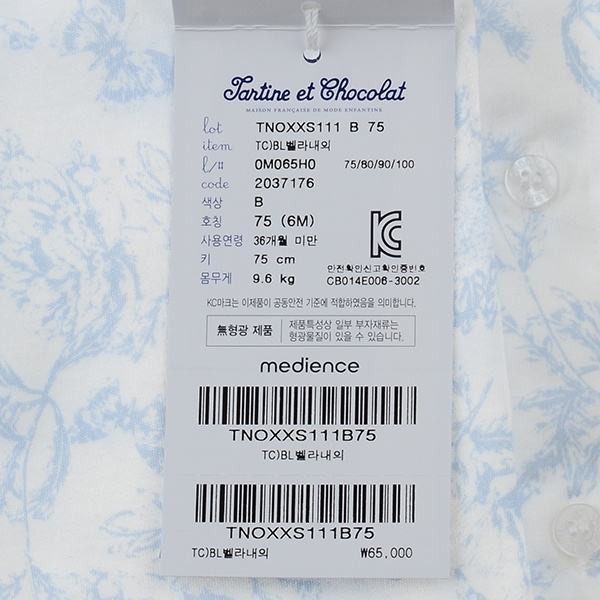 Tartine et Chocolat
MAISON FRANÇAISE DE MODE ENFANTINE
lot TNOXXS111 B 75
item TC)BL벨라내의
l/# 0M065H0 75/80/90/100
code 2037176
색상 B
호칭 75 (6M)
사용연령 36개월 미만
키 75 cm
몸무게 9.6 kg
안전확인신고확인증번호
CB014E006-3002
KC마크는 이제품이 공동안전 기준에 적합하였음을 의미합니다.
無형광 제품
제품특성상 일부 부자재류는
형광물질이 있을 수 있습니다.
medience
TNOXXS111B75
TC)BL벨라내의
TNOXXS111B75
TC)BL벨라내의 ₩65,000